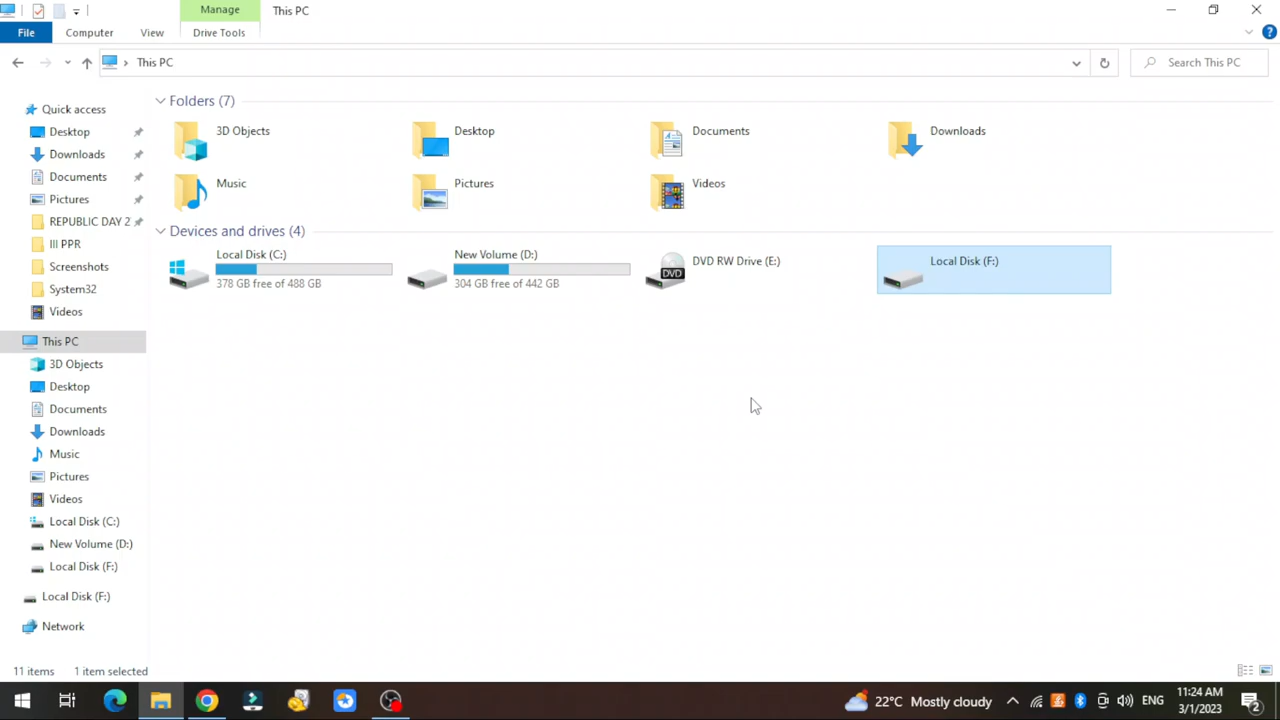 Manage
This PC
File
Computer
View
Drive Tools
This PC
Search This PC
Quick access
Desktop
Downloads
Documents
Pictures
REPUBLIC DAY 2
III PPR
Screenshots
System32
Videos
This PC
3D Objects
Desktop
Documents
Downloads
Music
Pictures
Videos
Local Disk (C:)
New Volume (D:)
Local Disk (F:)
Local Disk (F:)
Network
Folders (7)
3D Objects
Desktop
Documents
Downloads
Music
Pictures
Videos
Devices and drives (4)
Local Disk (C:)
378 GB free of 488 GB
New Volume (D:)
304 GB free of 442 GB
DVD RW Drive (E:)
DVD
Local Disk (F:)
11 items
1 item selected
22°C Mostly cloudy
ENG
11:24 AM
3/1/2023
2